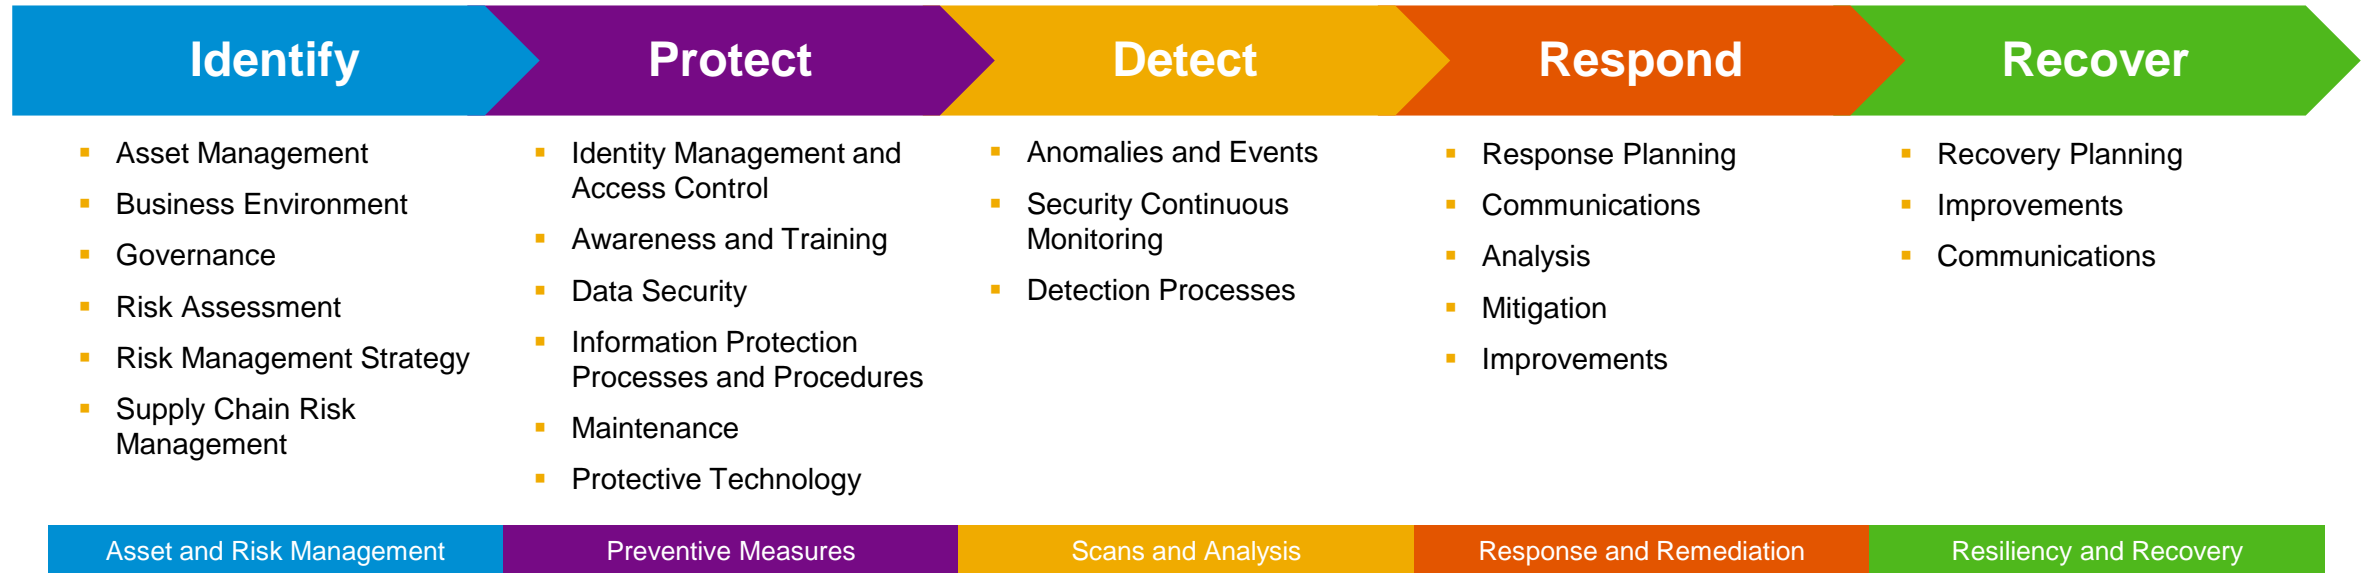 Identify
Protect
Detect
Respond
Recover
Asset Management
Business Environment
Governance
Risk Assessment
Risk Management Strategy
Supply Chain Risk
Management
Identity Management and
Access Control
Awareness and Training
Data Security
Information Protection
Processes and Procedures
Maintenance
Protective Technology
Anomalies and Events
Security Continuous
Monitoring
Detection Processes
Response Planning
Communications
Analysis
Mitigation
Improvements
Recovery Planning
Improvements
Communications
Asset and Risk Management
Preventive Measures
Scans and Analysis
Response and Remediation
Resiliency and Recovery